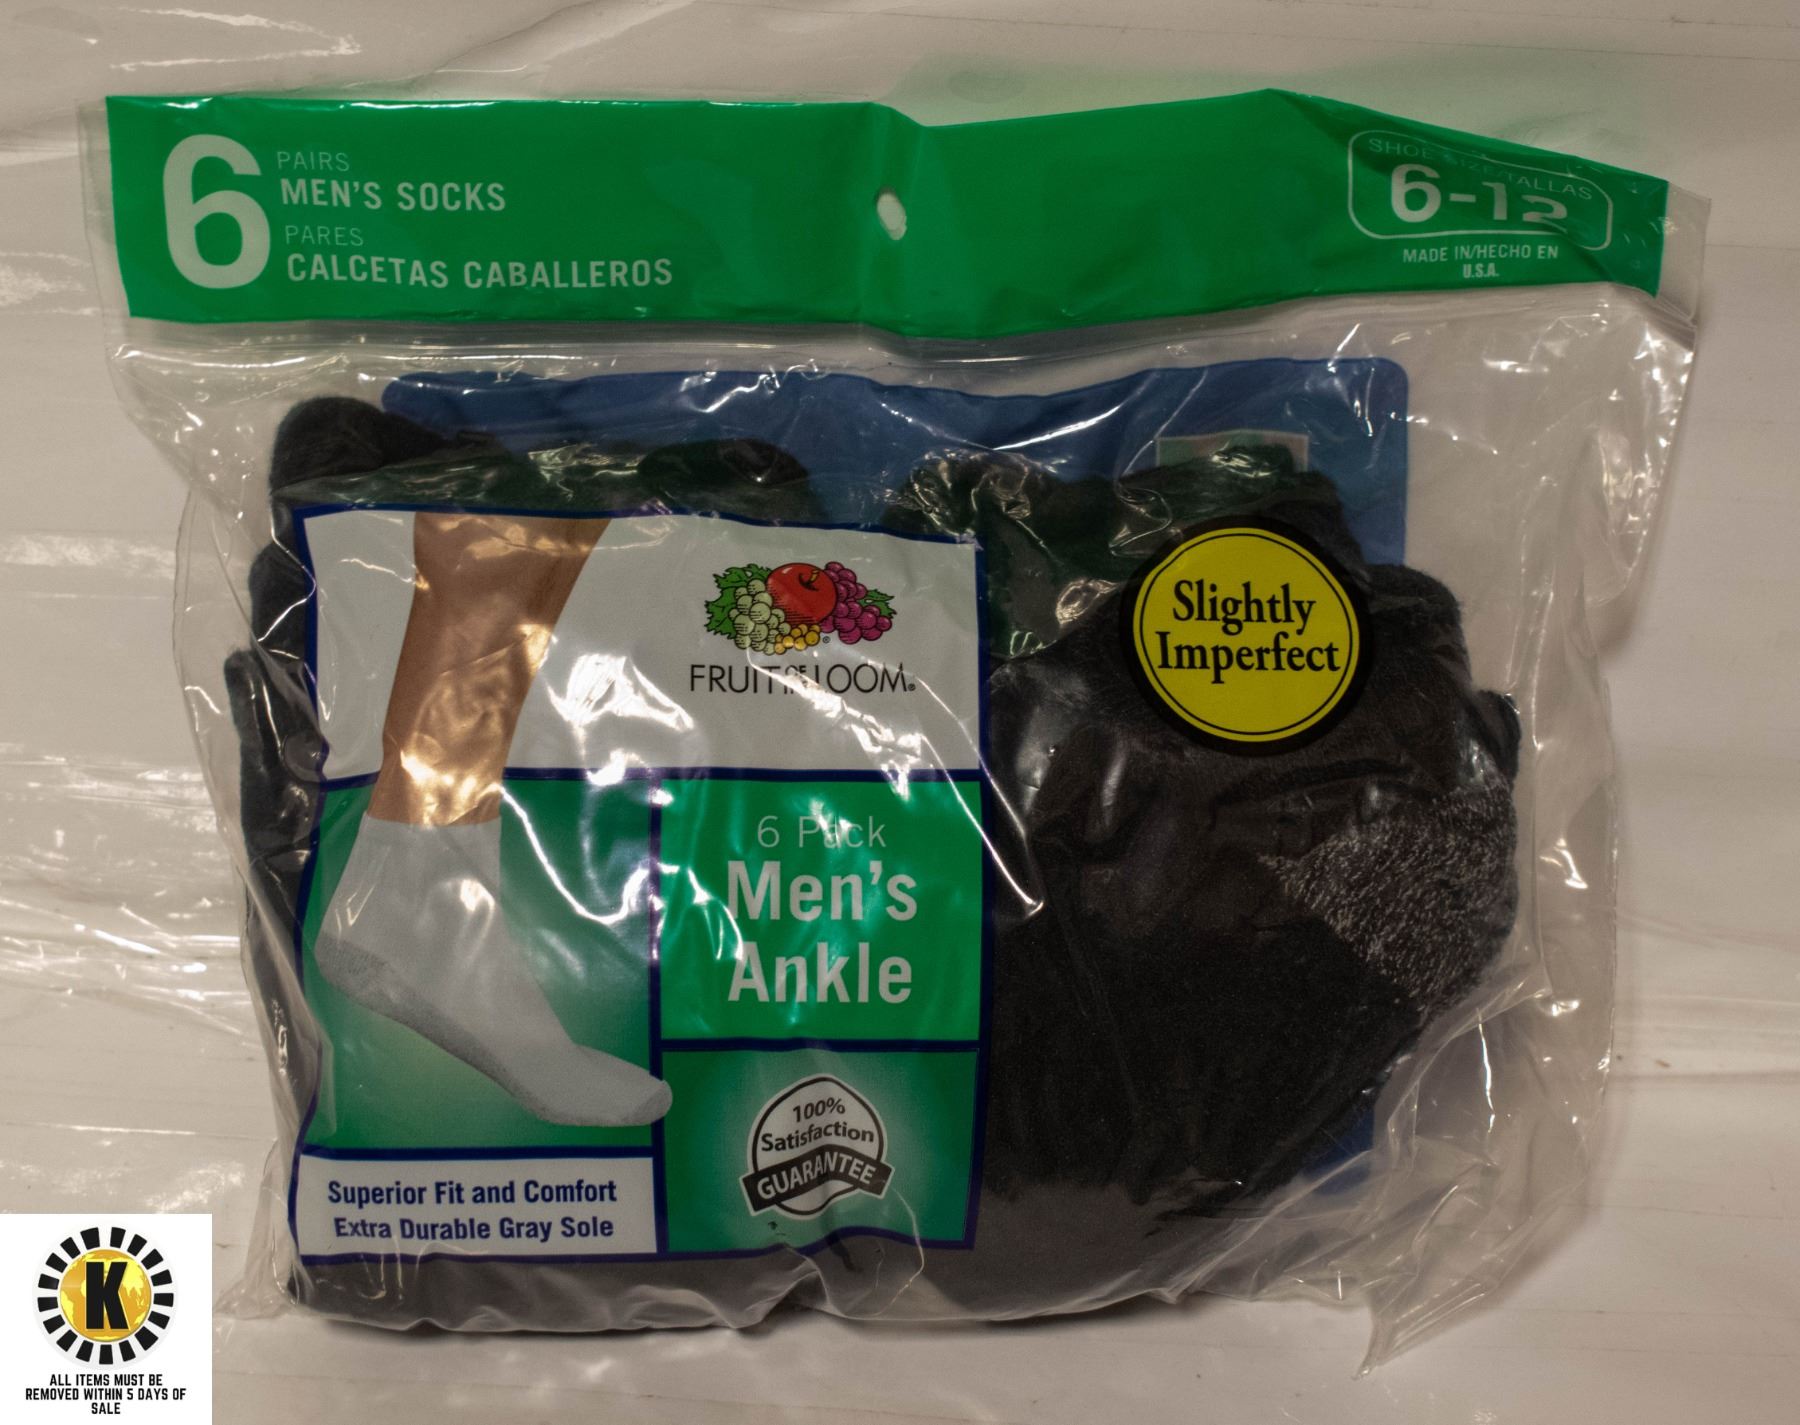 6
PAIRS
MEN'S SOCKS
PARES
CALCETAS CABALLEROS
SHOE SIZE/TALLAS
6-12
MADE IN/HECHO EN
U.S.A.
FRUIT OF THE LOOM®
Slightly
Imperfect
6 Pack
Men's
Ankle
100%
Satisfaction
GUARANTEE
Superior Fit and Comfort
Extra Durable Gray Sole
K
ALL ITEMS MUST BE
REMOVED WITHIN 5 DAYS OF
SALE